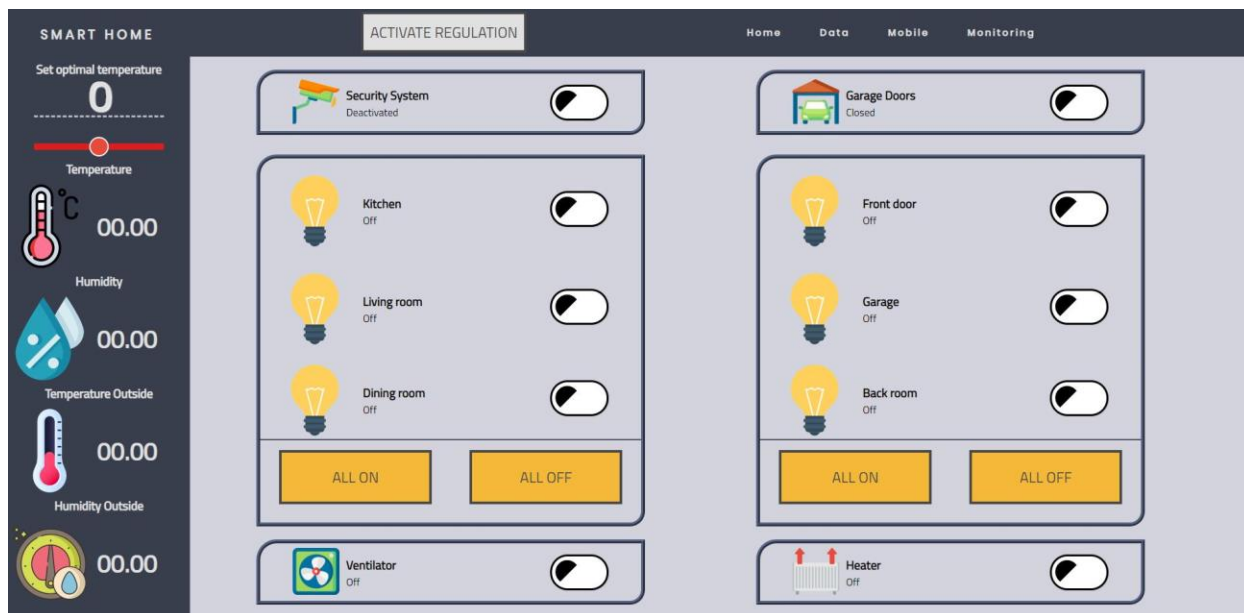 SMART HOME
ACTIVATE REGULATION
Home Data Mobile Monitoring
Set optimal temperature
0
Temperature
°C
00.00
Humidity
%
00.00
Temperature Outside
00.00
Humidity Outside
00.00
Security System
Deactivated
Garage Doors
Closed
Kitchen
Off
Living room
Off
Dining room
Off
ALL ON ALL OFF
Front door
Off
Garage
Off
Back room
Off
ALL ON ALL OFF
Ventilator
Off
Heater
Off